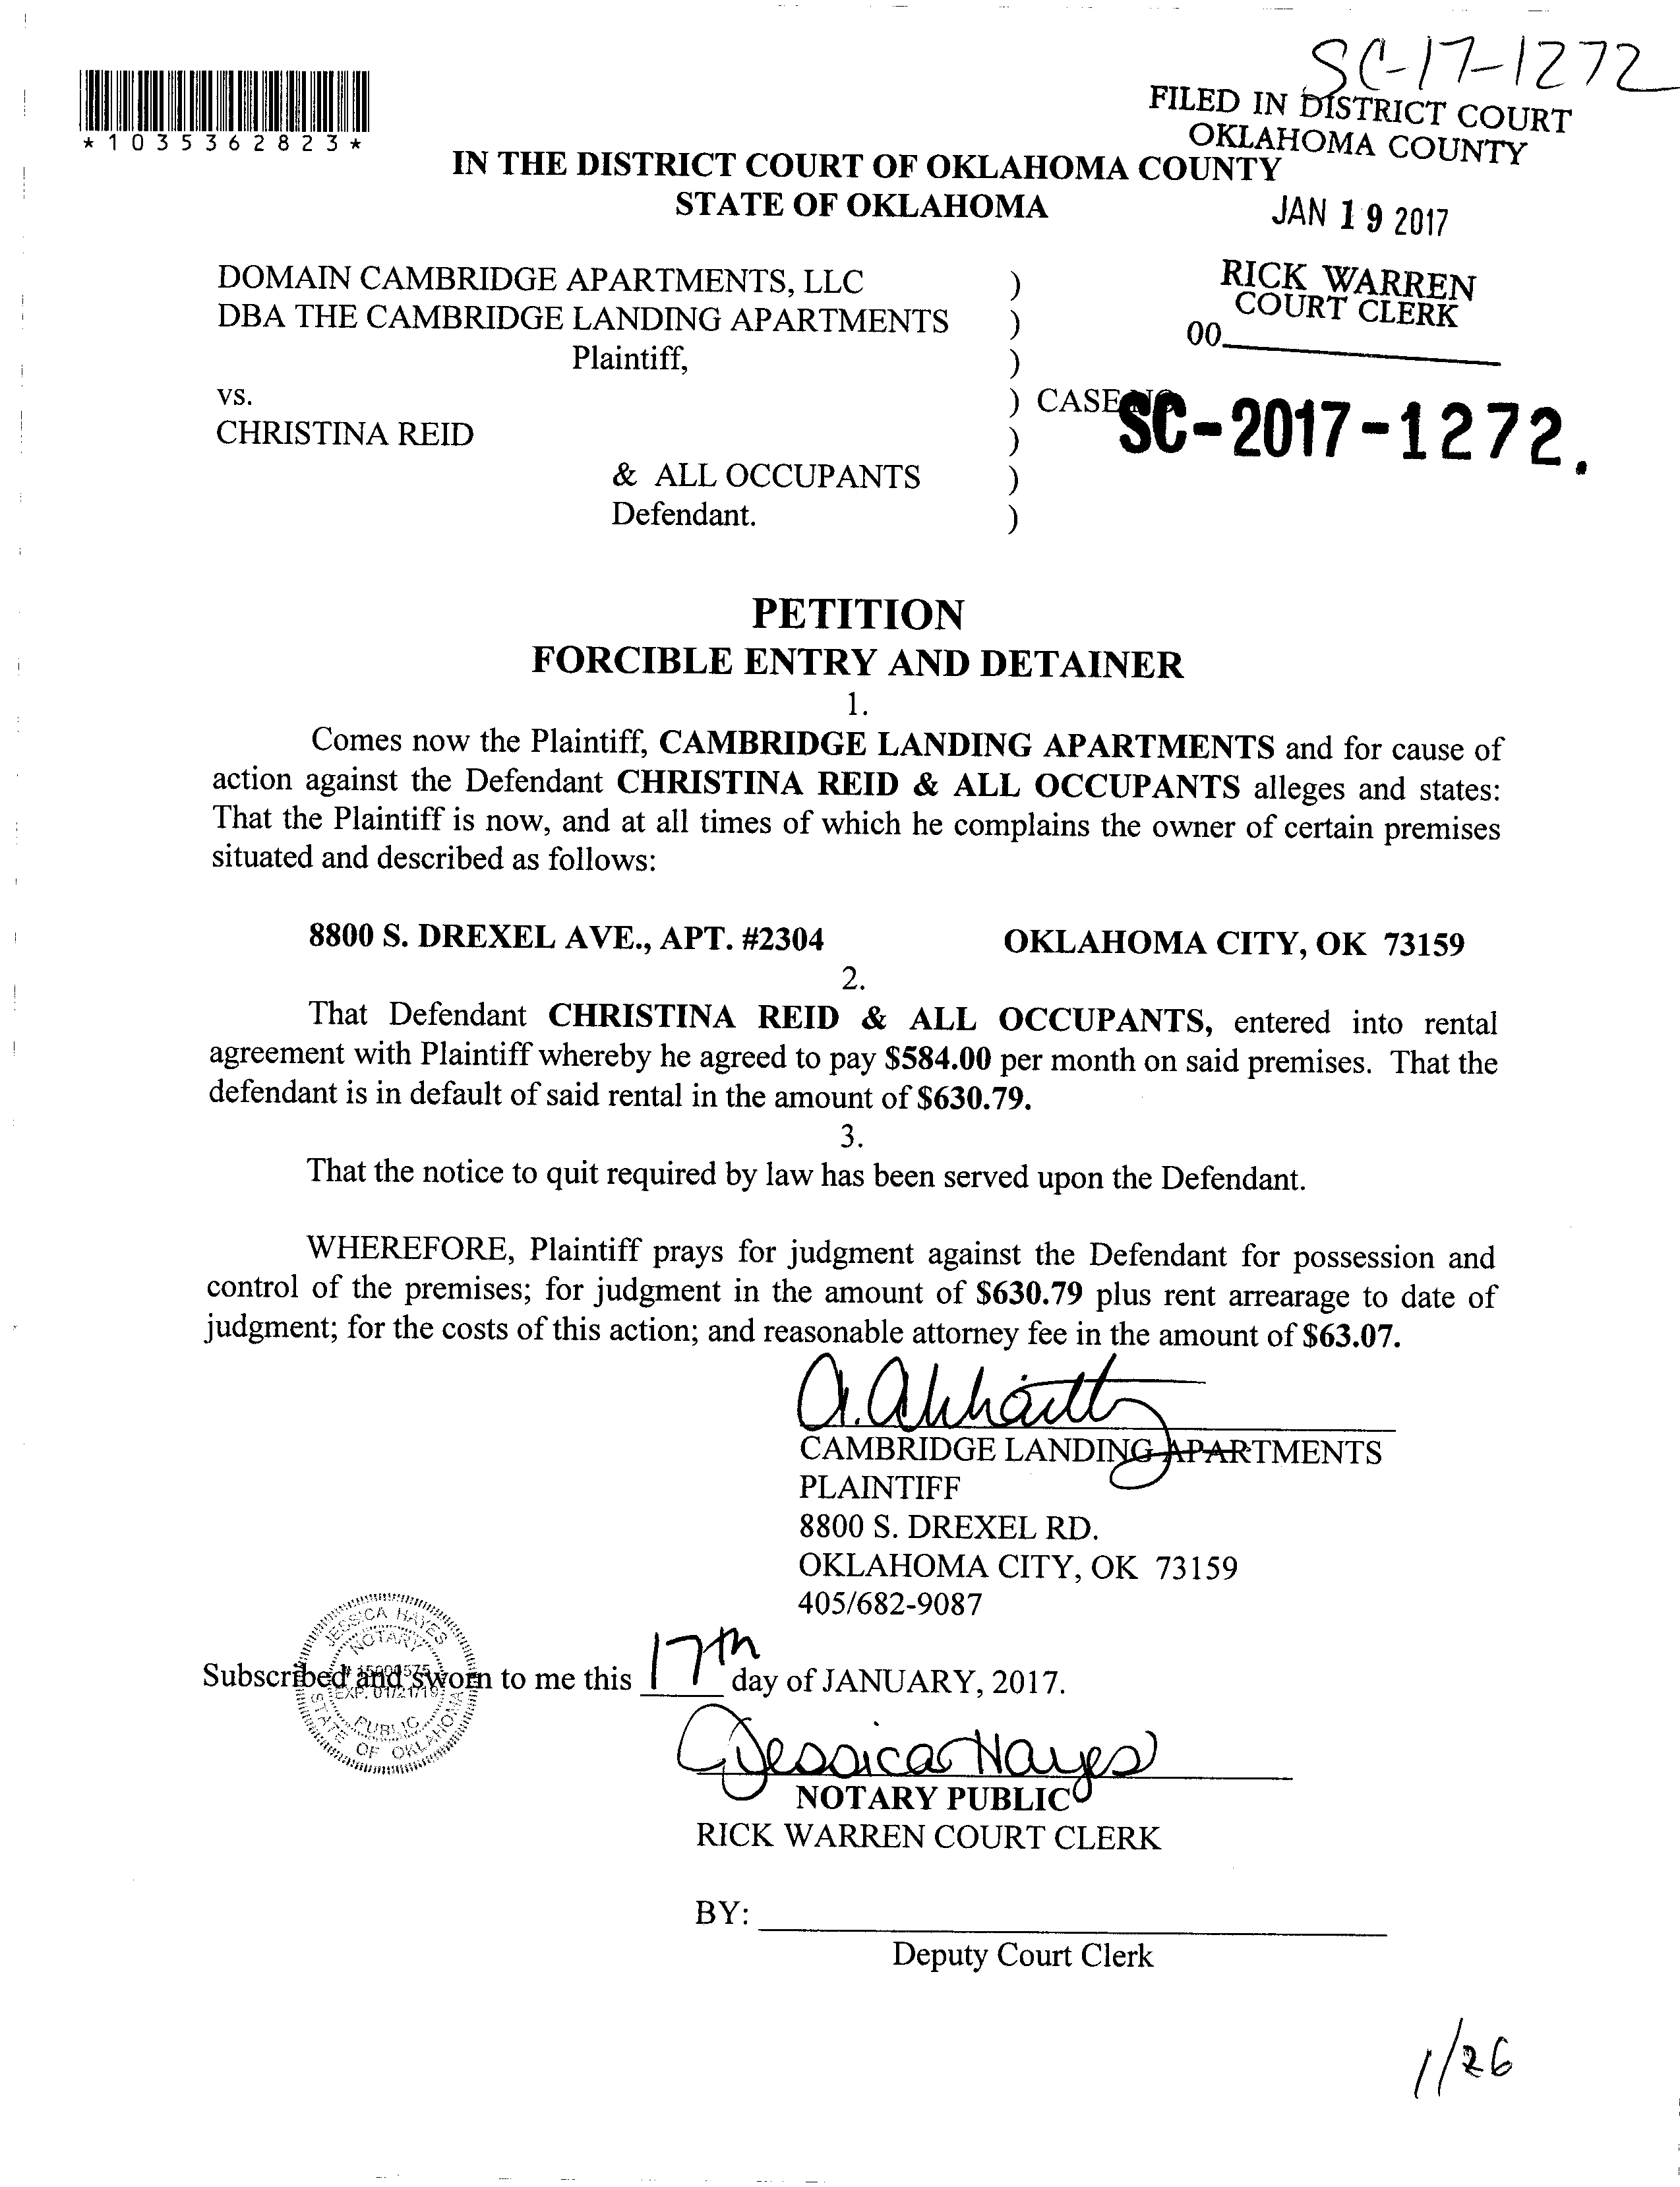 SC-17-1272
FILED IN DISTRICT COURT
OKLAHOMA COUNTY
*1035362823*
IN THE DISTRICT COURT OF OKLAHOMA COUNTY
STATE OF OKLAHOMA
JAN 19 2017
DOMAIN CAMBRIDGE APARTMENTS, LLC )
DBA THE CAMBRIDGE LANDING APARTMENTS )
Plaintiff, )
RICK WARREN
COURT CLERK
00
vs. ) CASE NO
SC-2017-1272.
CHRISTINA REID )
& ALL OCCUPANTS )
Defendant. )
PETITION
FORCIBLE ENTRY AND DETAINER
1.
Comes now the Plaintiff, CAMBRIDGE LANDING APARTMENTS and for cause of
action against the Defendant CHRISTINA REID & ALL OCCUPANTS alleges and states:
That the Plaintiff is now, and at all times of which he complains the owner of certain premises
situated and described as follows:
8800 S. DREXEL AVE., APT. #2304 OKLAHOMA CITY, OK 73159
2.
That Defendant CHRISTINA REID & ALL OCCUPANTS, entered into rental
agreement with Plaintiff whereby he agreed to pay $584.00 per month on said premises. That the
defendant is in default of said rental in the amount of $630.79.
3.
That the notice to quit required by law has been served upon the Defendant.
WHEREFORE, Plaintiff prays for judgment against the Defendant for possession and
control of the premises; for judgment in the amount of $630.79 plus rent arrearage to date of
judgment; for the costs of this action; and reasonable attorney fee in the amount of $63.07.
CAMBRIDGE LANDING APARTMENTS
PLAINTIFF
8800 S. DREXEL RD.
OKLAHOMA CITY, OK 73159
405/682-9087
JESSICA HAYES
NOTARY
EXP. 01/21/19
PUBLIC
STATE OF OKLAHOMA
Subscribed and sworn to me this 17th day of JANUARY, 2017.
Jessica Hayes
NOTARY PUBLIC
RICK WARREN COURT CLERK
BY:
Deputy Court Clerk
1/26